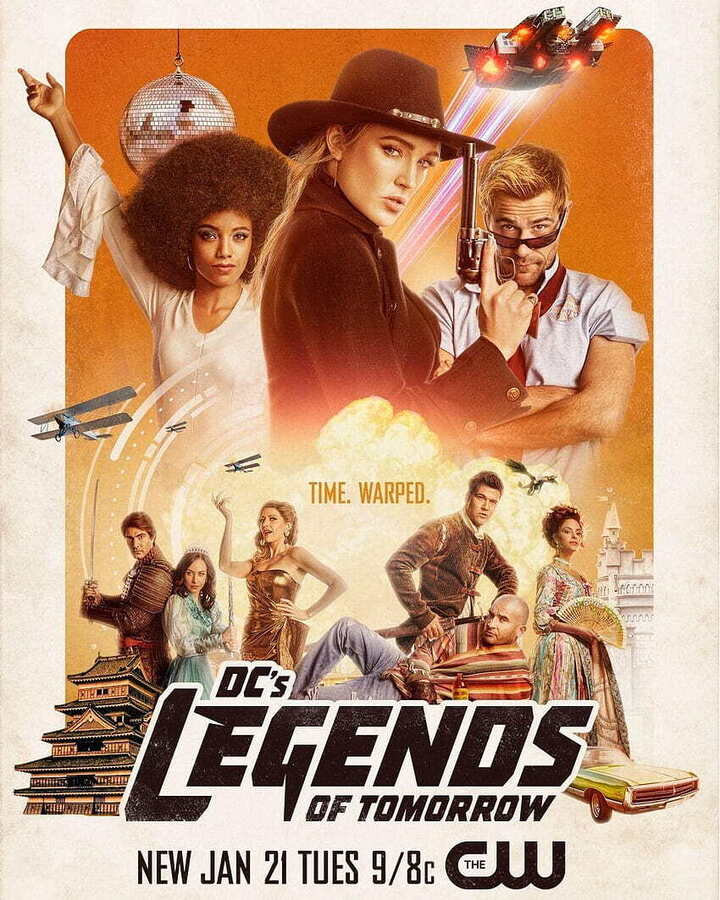 TIME. WARPED.
DC's
LEGENDS
OF TOMORROW
NEW JAN 21 TUES 9/8c THE CW